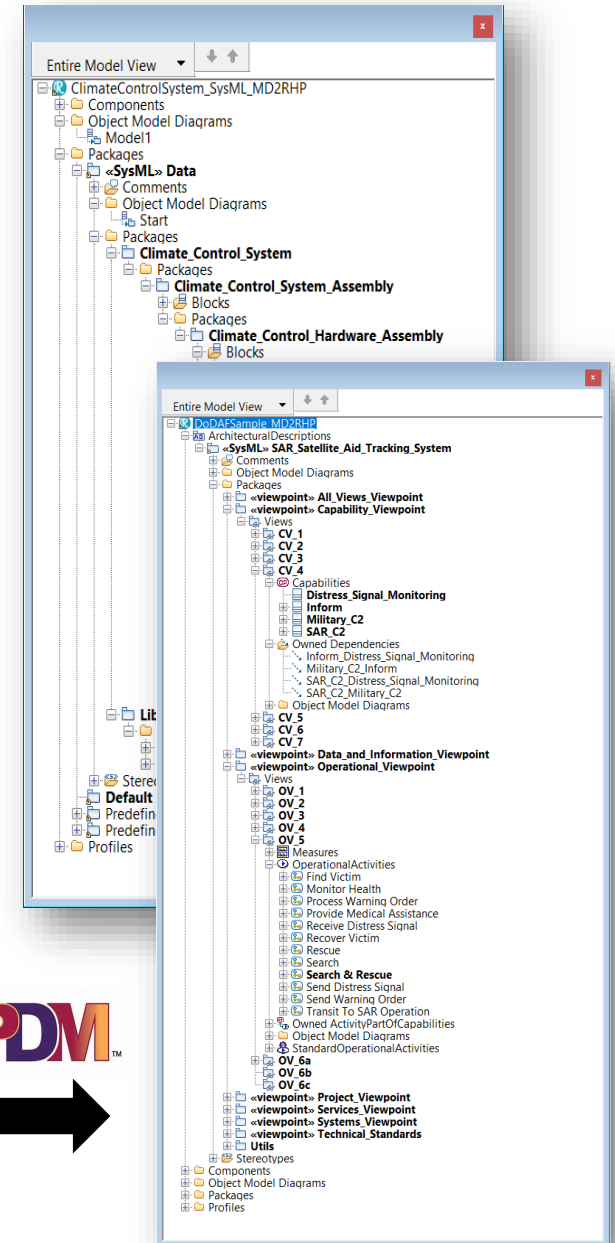 x
Entire Model View
ClimateControlSystem_SysML_MD2RHP
Components
Object Model Diagrams
Model1
Packages
«SysML» Data
Comments
Object Model Diagrams
Start
Packages
Climate_Control_System
Packages
Climate_Control_System_Assembly
Blocks
Packages
Climate_Control_Hardware_Assembly
Blocks
Lib
Stere
Default
Predefin
Predefin
Profiles
x
Entire Model View
DoDAFSample_MD2RHP
ArchitecturalDescriptions
«SysML» SAR_Satellite_Aid_Tracking_System
Comments
Object Model Diagrams
Packages
«viewpoint» All_Views_Viewpoint
«viewpoint» Capability_Viewpoint
Views
CV_1
CV_2
CV_3
CV_4
Capabilities
Distress_Signal_Monitoring
Inform
Military_C2
SAR_C2
Owned Dependencies
Inform_Distress_Signal_Monitoring
Military_C2_Inform
SAR_C2_Distress_Signal_Monitoring
SAR_C2_Military_C2
Object Model Diagrams
CV_5
CV_6
CV_7
«viewpoint» Data_and_Information_Viewpoint
«viewpoint» Operational_Viewpoint
Views
OV_1
OV_2
OV_3
OV_4
OV_5
Measures
OperationalActivities
Find Victim
Monitor Health
Process Warning Order
Provide Medical Assistance
Receive Distress Signal
Recover Victim
Rescue
Search
Search & Rescue
Send Distress Signal
Send Warning Order
Transit To SAR Operation
Owned ActivityPartOfCapabilities
Object Model Diagrams
StandardOperationalActivities
OV_6a
OV_6b
OV_6c
«viewpoint» Project_Viewpoint
«viewpoint» Services_Viewpoint
«viewpoint» Systems_Viewpoint
«viewpoint» Technical_Standards
Utils
Stereotypes
Components
Object Model Diagrams
Packages
Profiles
PDM™